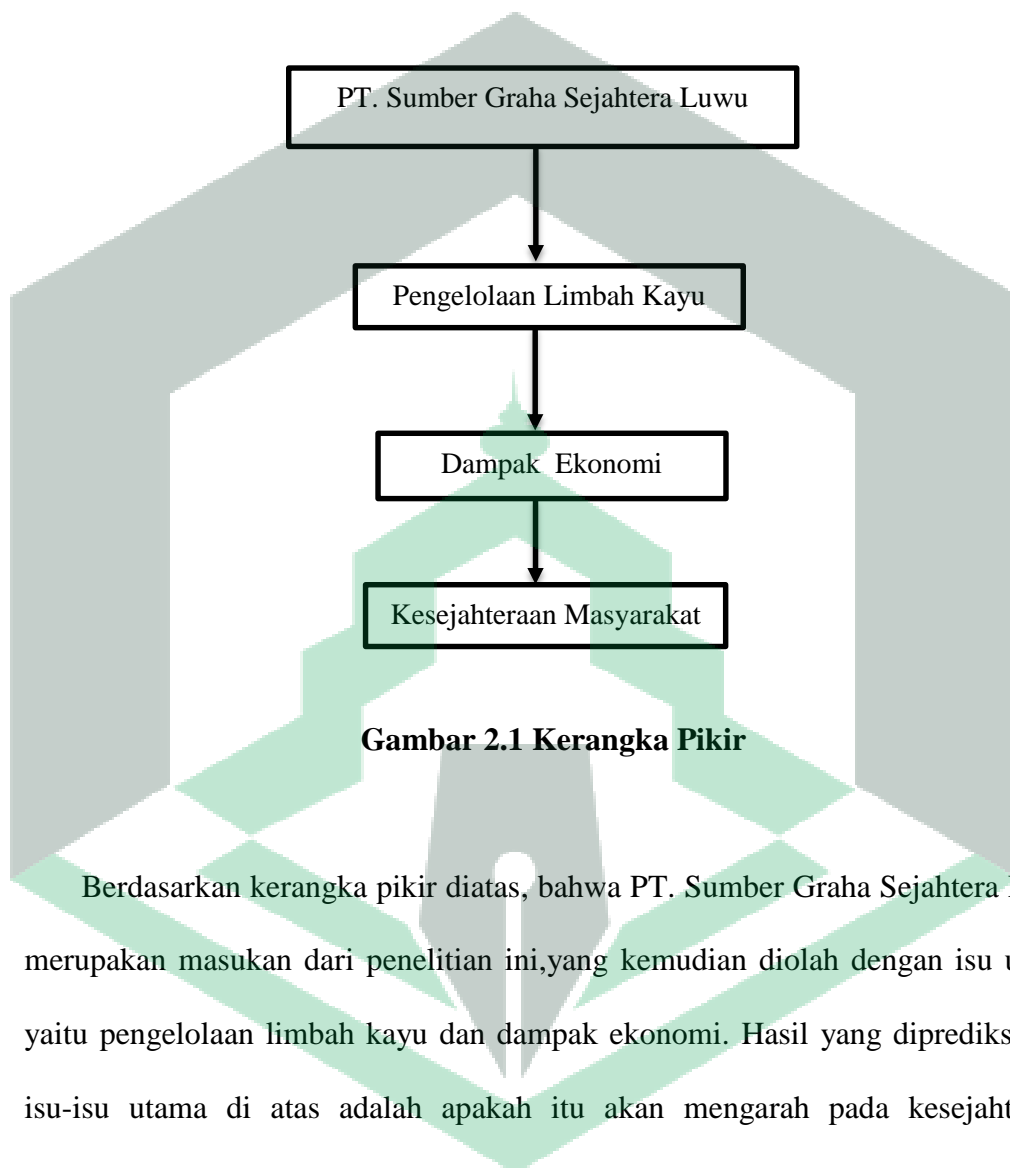 PT. Sumber Graha Sejahtera Luwu
Pengelolaan Limbah Kayu
Dampak Ekonomi
Kesejahteraan Masyarakat
Gambar 2.1 Kerangka Pikir
Berdasarkan kerangka pikir diatas, bahwa PT. Sumber Graha Sejahtera
merupakan masukan dari penelitian ini,yang kemudian diolah dengan isu
yaitu pengelolaan limbah kayu dan dampak ekonomi. Hasil yang
isu-isu utama di atas adalah apakah itu akan mengarah pada